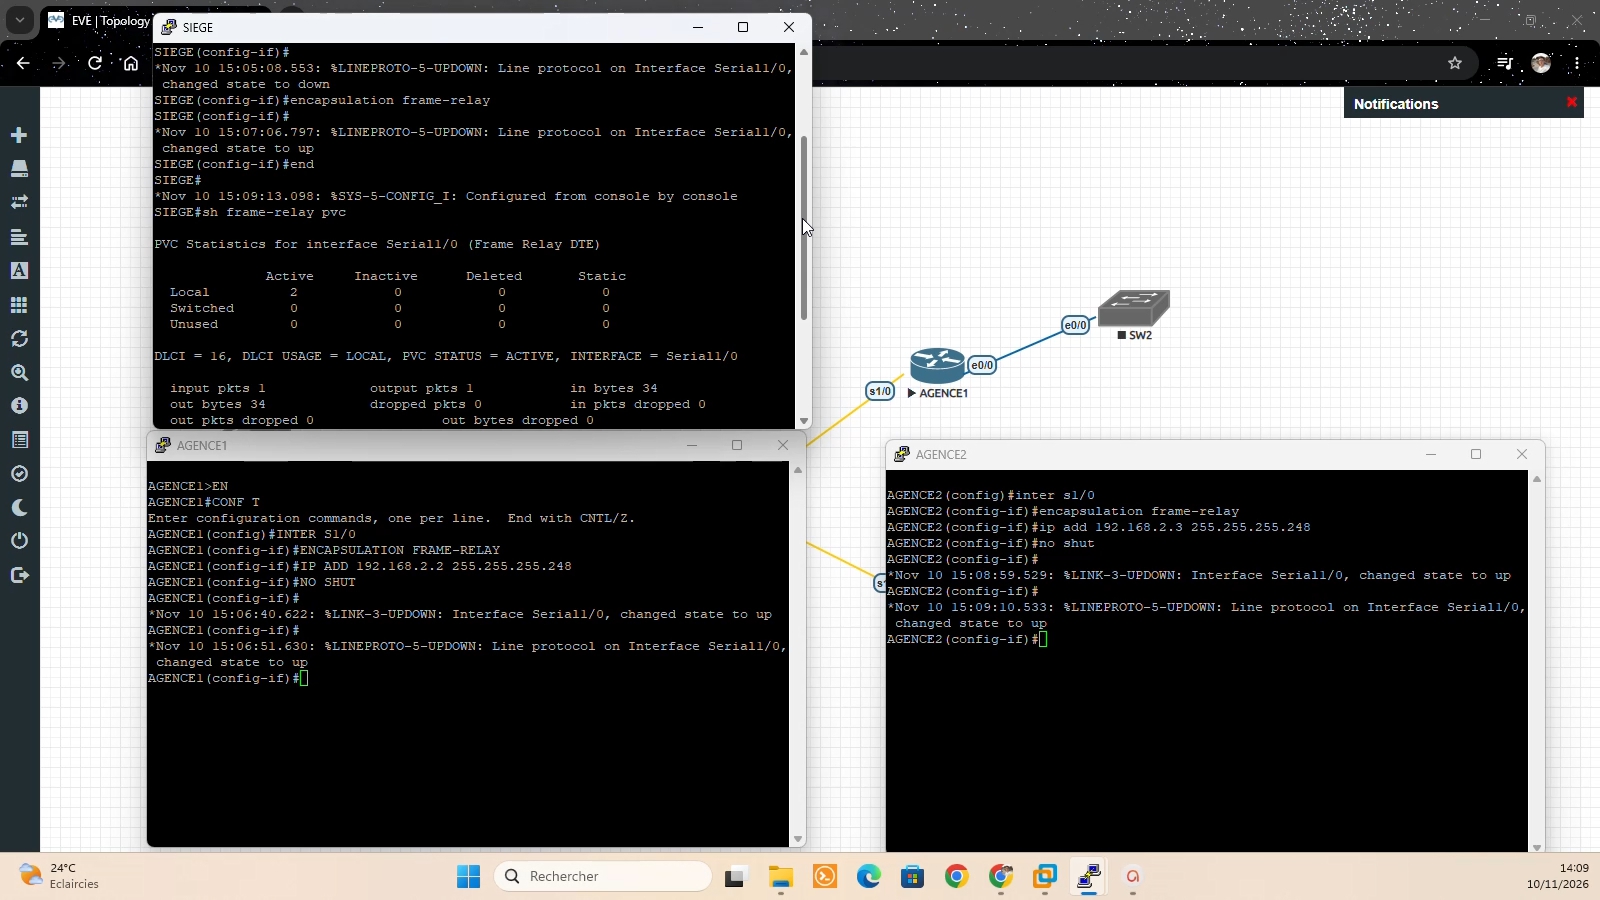 EVE | Topology
SIEGE
SIEGE(config-if)#
*Nov 10 15:05:08.553: %LINEPROTO-5-UPDOWN: Line protocol on Interface Serial1/0,
changed state to down
SIEGE(config-if)#encapsulation frame-relay
SIEGE(config-if)#
*Nov 10 15:07:06.797: %LINEPROTO-5-UPDOWN: Line protocol on Interface Serial1/0,
changed state to up
SIEGE(config-if)#end
SIEGE#
*Nov 10 15:09:13.098: %SYS-5-CONFIG_I: Configured from console by console
SIEGE#sh frame-relay pvc
PVC Statistics for interface Serial1/0 (Frame Relay DTE)
Active Inactive Deleted Static
Local 2 0 0 0
Switched 0 0 0 0
Unused 0 0 0 0
DLCI = 16, DLCI USAGE = LOCAL, PVC STATUS = ACTIVE, INTERFACE = Serial1/0
input pkts 1 output pkts 1 in bytes 34
out bytes 34 dropped pkts 0 in pkts dropped 0
out pkts dropped 0 out bytes dropped 0
Notifications
e0/0
SW2
e0/0
s1/0
AGENCE1
AGENCE1
AGENCE1>EN
AGENCE1#CONF T
Enter configuration commands, one per line. End with CNTL/Z.
AGENCE1(config)#INTER S1/0
AGENCE1(config-if)#ENCAPSULATION FRAME-RELAY
AGENCE1(config-if)#IP ADD 192.168.2.2 255.255.255.248
AGENCE1(config-if)#NO SHUT
AGENCE1(config-if)#
*Nov 10 15:06:40.622: %LINK-3-UPDOWN: Interface Serial1/0, changed state to up
AGENCE1(config-if)#
*Nov 10 15:06:51.630: %LINEPROTO-5-UPDOWN: Line protocol on Interface Serial1/0,
changed state to up
AGENCE1(config-if)#
AGENCE2
AGENCE2(config)#inter s1/0
AGENCE2(config-if)#encapsulation frame-relay
AGENCE2(config-if)#ip add 192.168.2.3 255.255.255.248
AGENCE2(config-if)#no shut
AGENCE2(config-if)#
*Nov 10 15:08:59.529: %LINK-3-UPDOWN: Interface Serial1/0, changed state to up
AGENCE2(config-if)#
*Nov 10 15:09:10.533: %LINEPROTO-5-UPDOWN: Line protocol on Interface Serial1/0,
changed state to up
AGENCE2(config-if)#
24°C
Eclaircies
Rechercher
14:09
10/11/2026